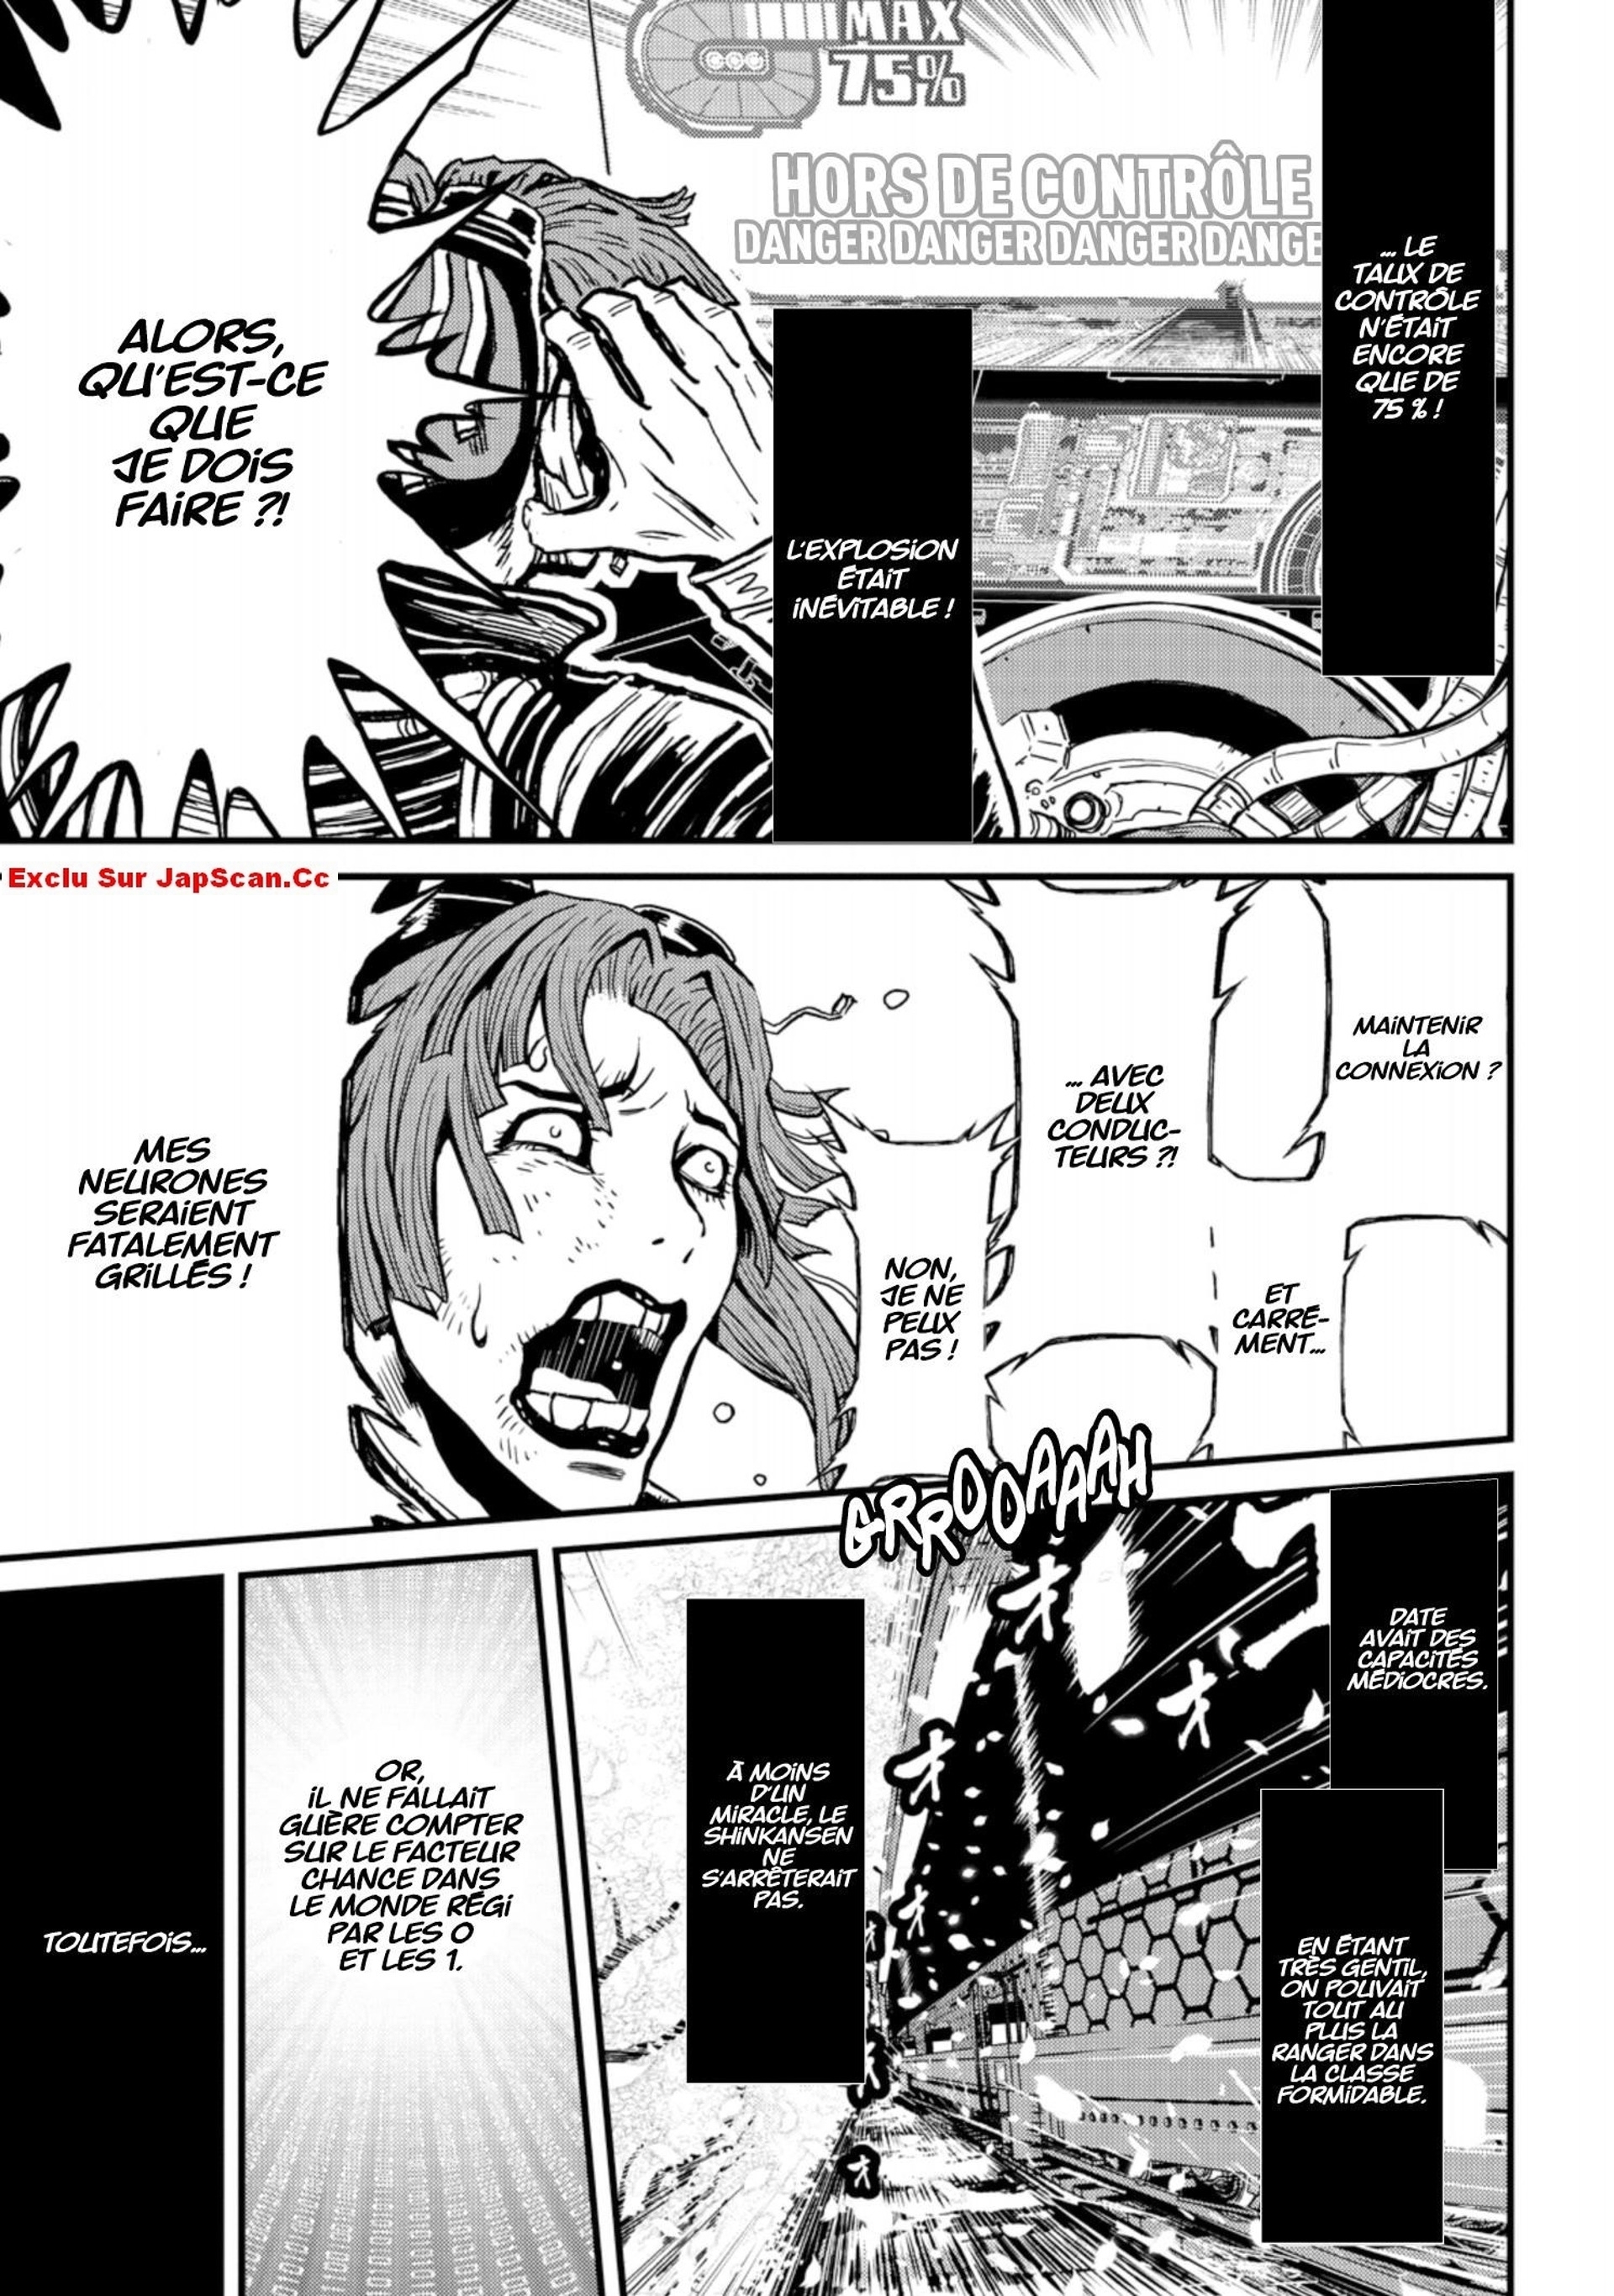 MAX
75%
HORS DE CONTRÔLE
DANGER DANGER DANGER DANGE
... LE
TAUX DE
CONTRÔLE
N'ÉTAIT
ENCORE
QUE DE
75 % !
L'EXPLOSION
ÉTAIT
INÉVITABLE !
ALORS,
QU'EST-CE
QUE
JE DOIS
FAIRE ?!
Exclu Sur JapScan.Cc
MAINTENIR
LA
CONNEXION ?
ET
CARRÉ-
MENT...
... AVEC
DEUX
CONDUC-
TEURS ?!
NON,
JE NE
PEUX
PAS !
MES
NEURONES
SERAIENT
FATALEMENT
GRILLÉS !
GRROOAAAH
DATE
AVAIT DES
CAPACITÉS
MÉDIOCRES.
EN ÉTANT
TRÈS GENTIL,
ON POUVAIT
TOUT AU
PLUS LA
RANGER DANS
LA CLASSE
FORMIDABLE.
À MOINS
D'UN
MIRACLE, LE
SHINKANSEN
NE
S'ARRÊTERAIT
PAS.
OR,
IL NE FALLAIT
GUÈRE COMPTER
SUR LE FACTEUR
CHANCE DANS
LE MONDE RÉGI
PAR LES 0
ET LES 1.
TOUTEFOIS...